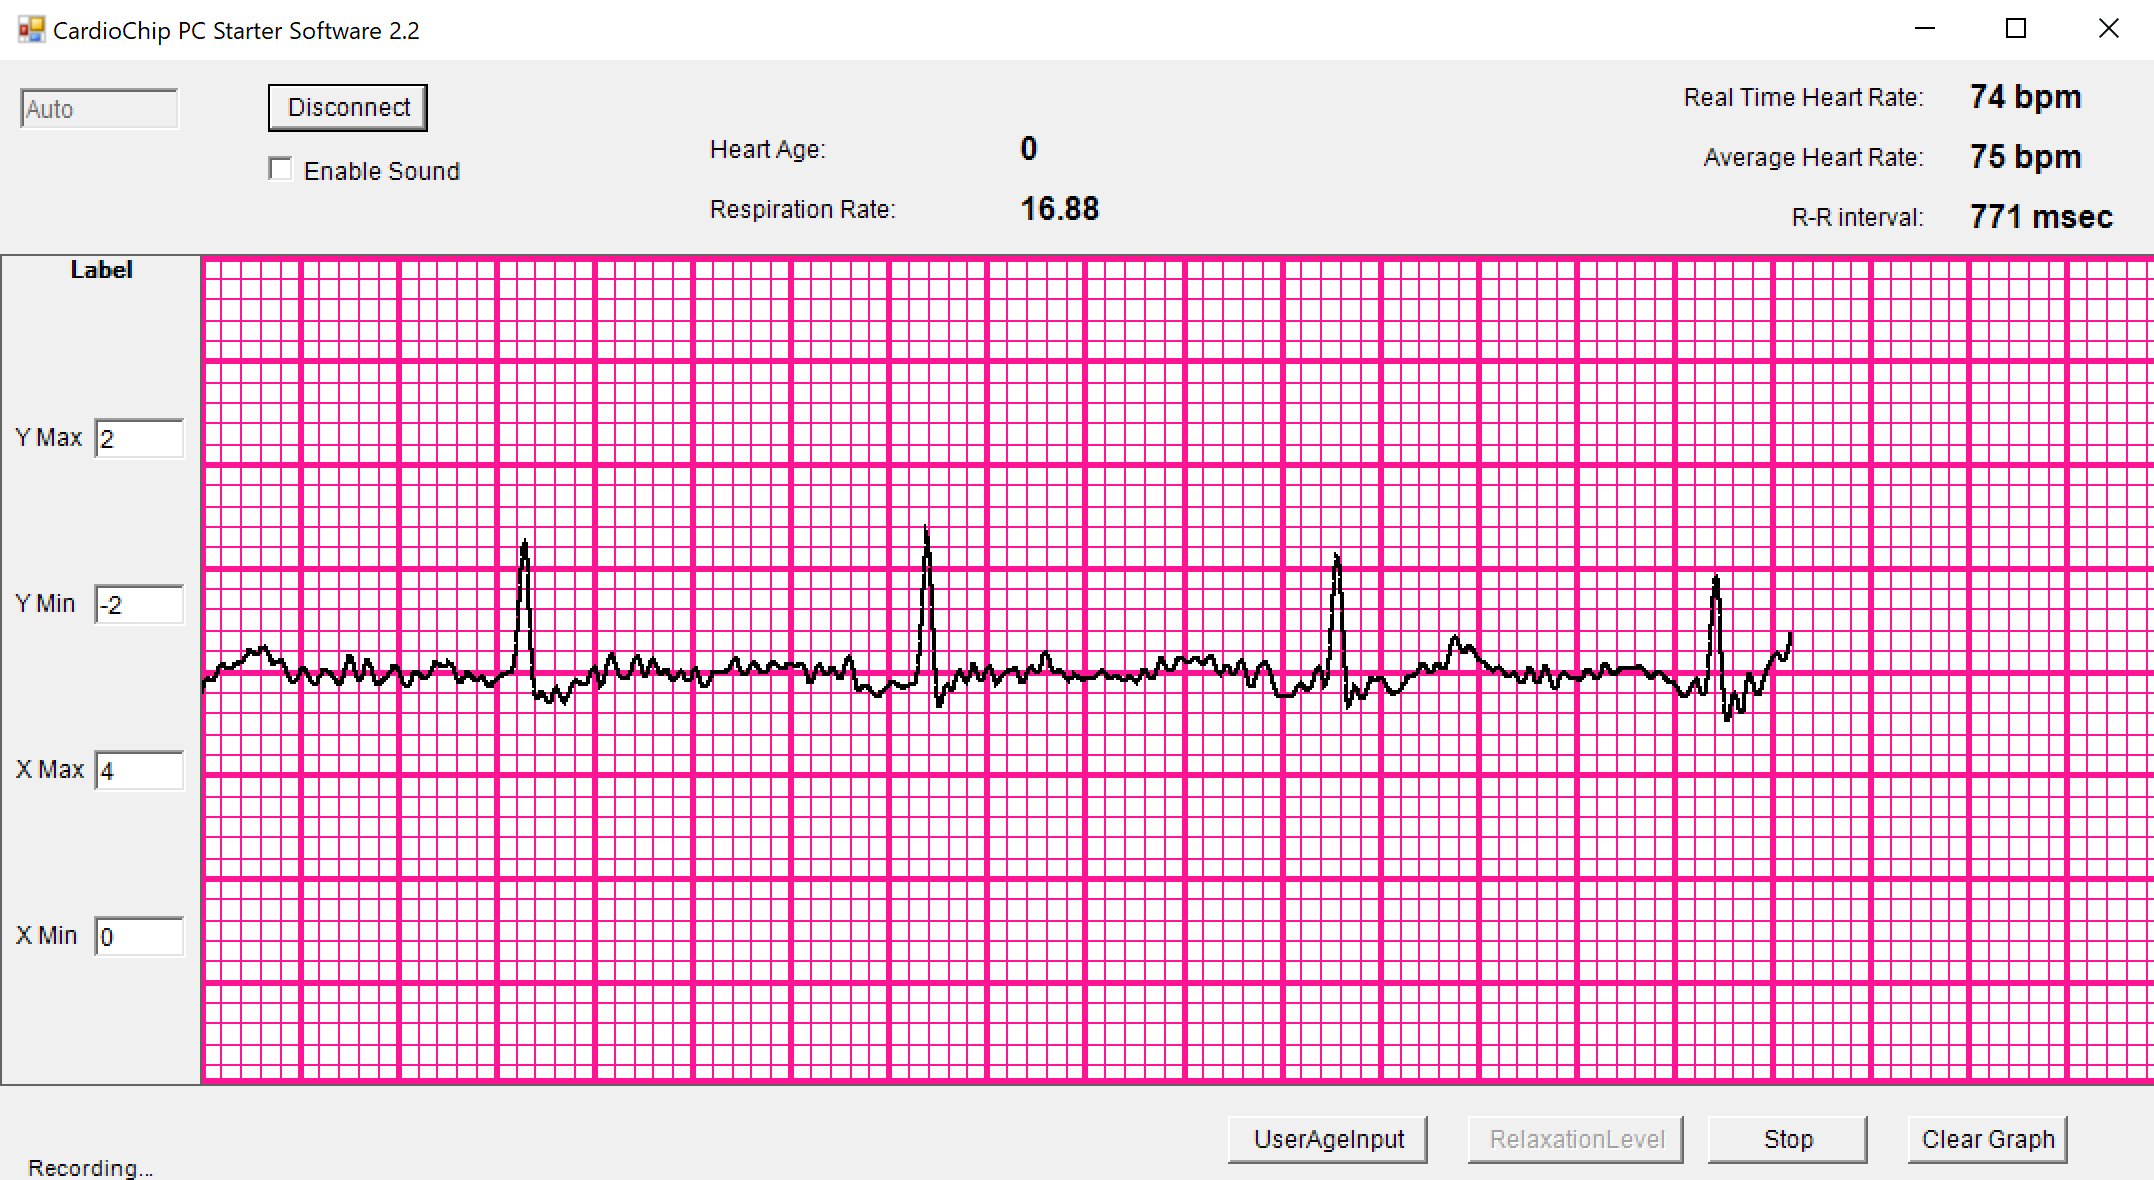 CardioChip PC Starter Software 2.2
Auto
Disconnect
Enable Sound
Heart Age: 0
Respiration Rate: 16.88
Real Time Heart Rate: 74 bpm
Average Heart Rate: 75 bpm
R-R interval: 771 msec
Label
Y Max 2
Y Min -2
X Max 4
X Min 0
UserAgeInput
RelaxationLevel
Stop
Clear Graph
Recording...